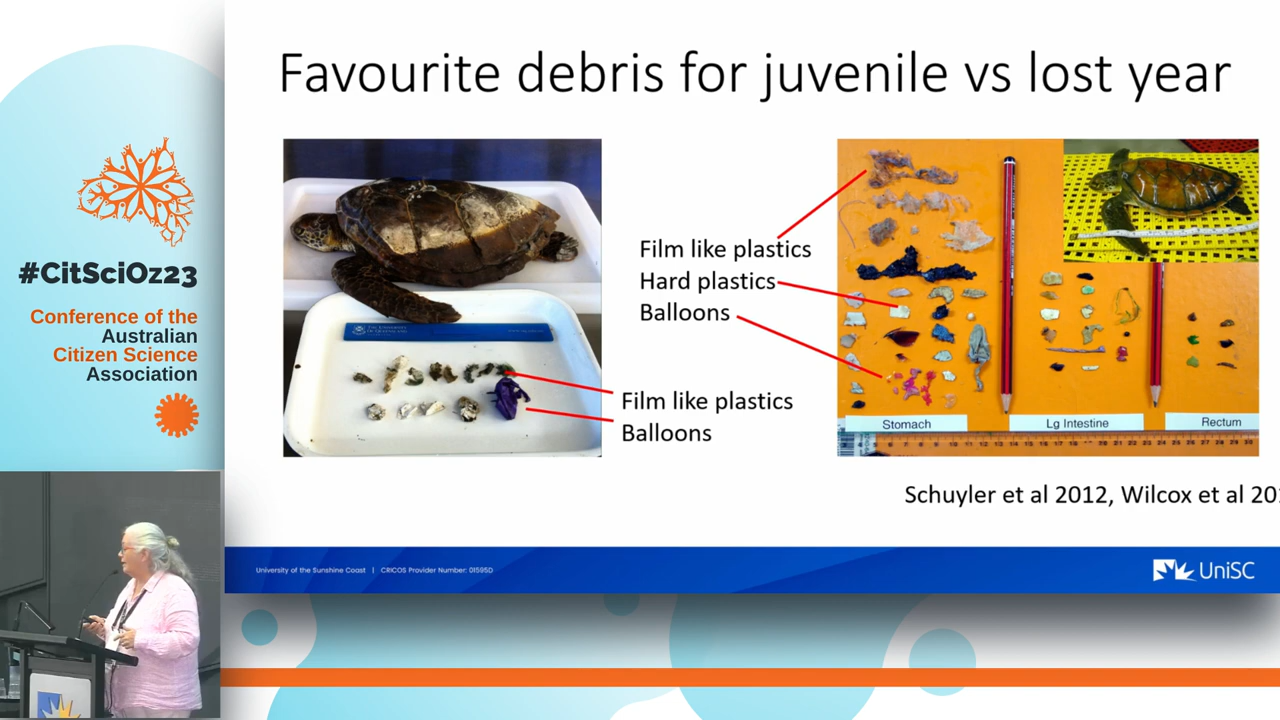 Favourite debris for juvenile vs lost year
#CitSciOz23
Conference of the
Australian
Citizen Science
Association
Film like plastics
Hard plastics
Balloons
Film like plastics
Balloons
Stomach
Lg Intestine
Rectum
Schuyler et al 2012, Wilcox et al
University of the Sunshine Coast | CRICOS Provider Number: 01595D
UniSC